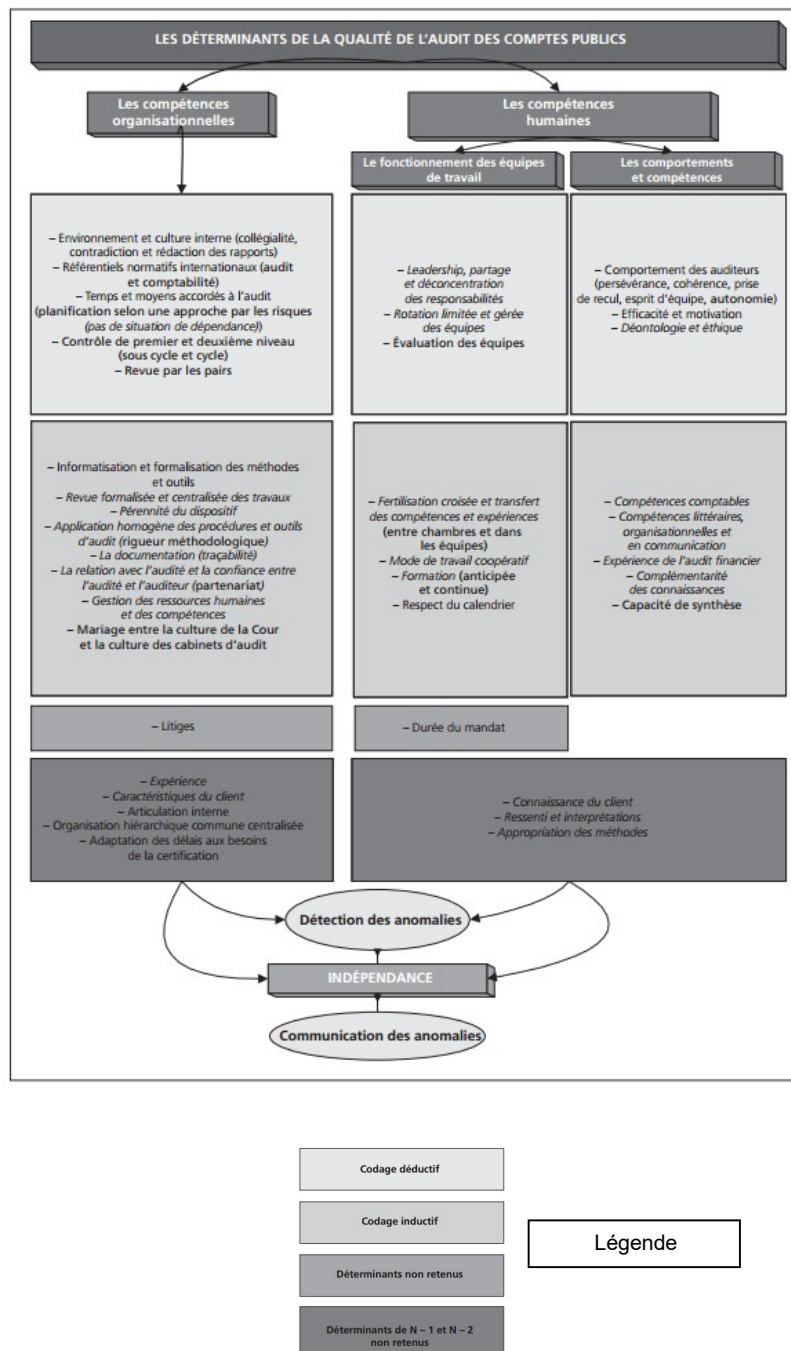 LES DÉTERMINANTS DE LA QUALITÉ DE L'AUDIT DES COMPTES PUBLICS
Les compétences
organisationnelles
Les compétences
humaines
Le fonctionnement des équipes
de travail
Les comportements
et compétences
– Environnement et culture interne (collégialité,
contradiction et rédaction des rapports)
– Référentiels normatifs internationaux (audit
et comptabilité)
– Temps et moyens accordés à l'audit
(planification selon une approche par les risques
(pas de situation de dépendance))
– Contrôle de premier et deuxième niveau
(sous cycle et cycle)
– Revue par les pairs
– Leadership, partage
et déconcentration
des responsabilités
– Rotation limitée et gérée
des équipes
– Évaluation des équipes
– Comportement des auditeurs
(persévérance, cohérence, prise
de recul, esprit d'équipe, autonomie)
– Efficacité et motivation
– Déontologie et éthique
– Informatisation et formalisation des méthodes
et outils
– Revue formalisée et centralisée des travaux
– Pérennité du dispositif
– Application homogène des procédures et outils
d'audit (rigueur méthodologique)
– La documentation (traçabilité)
– La relation avec l'audité et la confiance entre
l'audité et l'auditeur (partenariat)
– Gestion des ressources humaines
et des compétences
– Mariage entre la culture de la Cour
et la culture des cabinets d'audit
– Fertilisation croisée et transfert
des compétences et expériences
(entre chambres et dans
les équipes)
– Mode de travail coopératif
– Formation (anticipée
et continue)
– Respect du calendrier
– Compétences comptables
– Compétences littéraires,
organisationnelles et
en communication
– Expérience de l'audit financier
– Complémentarité
des connaissances
– Capacité de synthèse
– Litiges
– Durée du mandat
– Expérience
– Caractéristiques du client
– Articulation interne
– Organisation hiérarchique commune centralisée
– Adaptation des délais aux besoins
de la certification
– Connaissance du client
– Ressenti et interprétations
– Appropriation des méthodes
Détection des anomalies
INDÉPENDANCE
Communication des anomalies
Codage déductif
Codage inductif
Légende
Déterminants non retenus
Déterminants de N – 1 et N – 2
non retenus